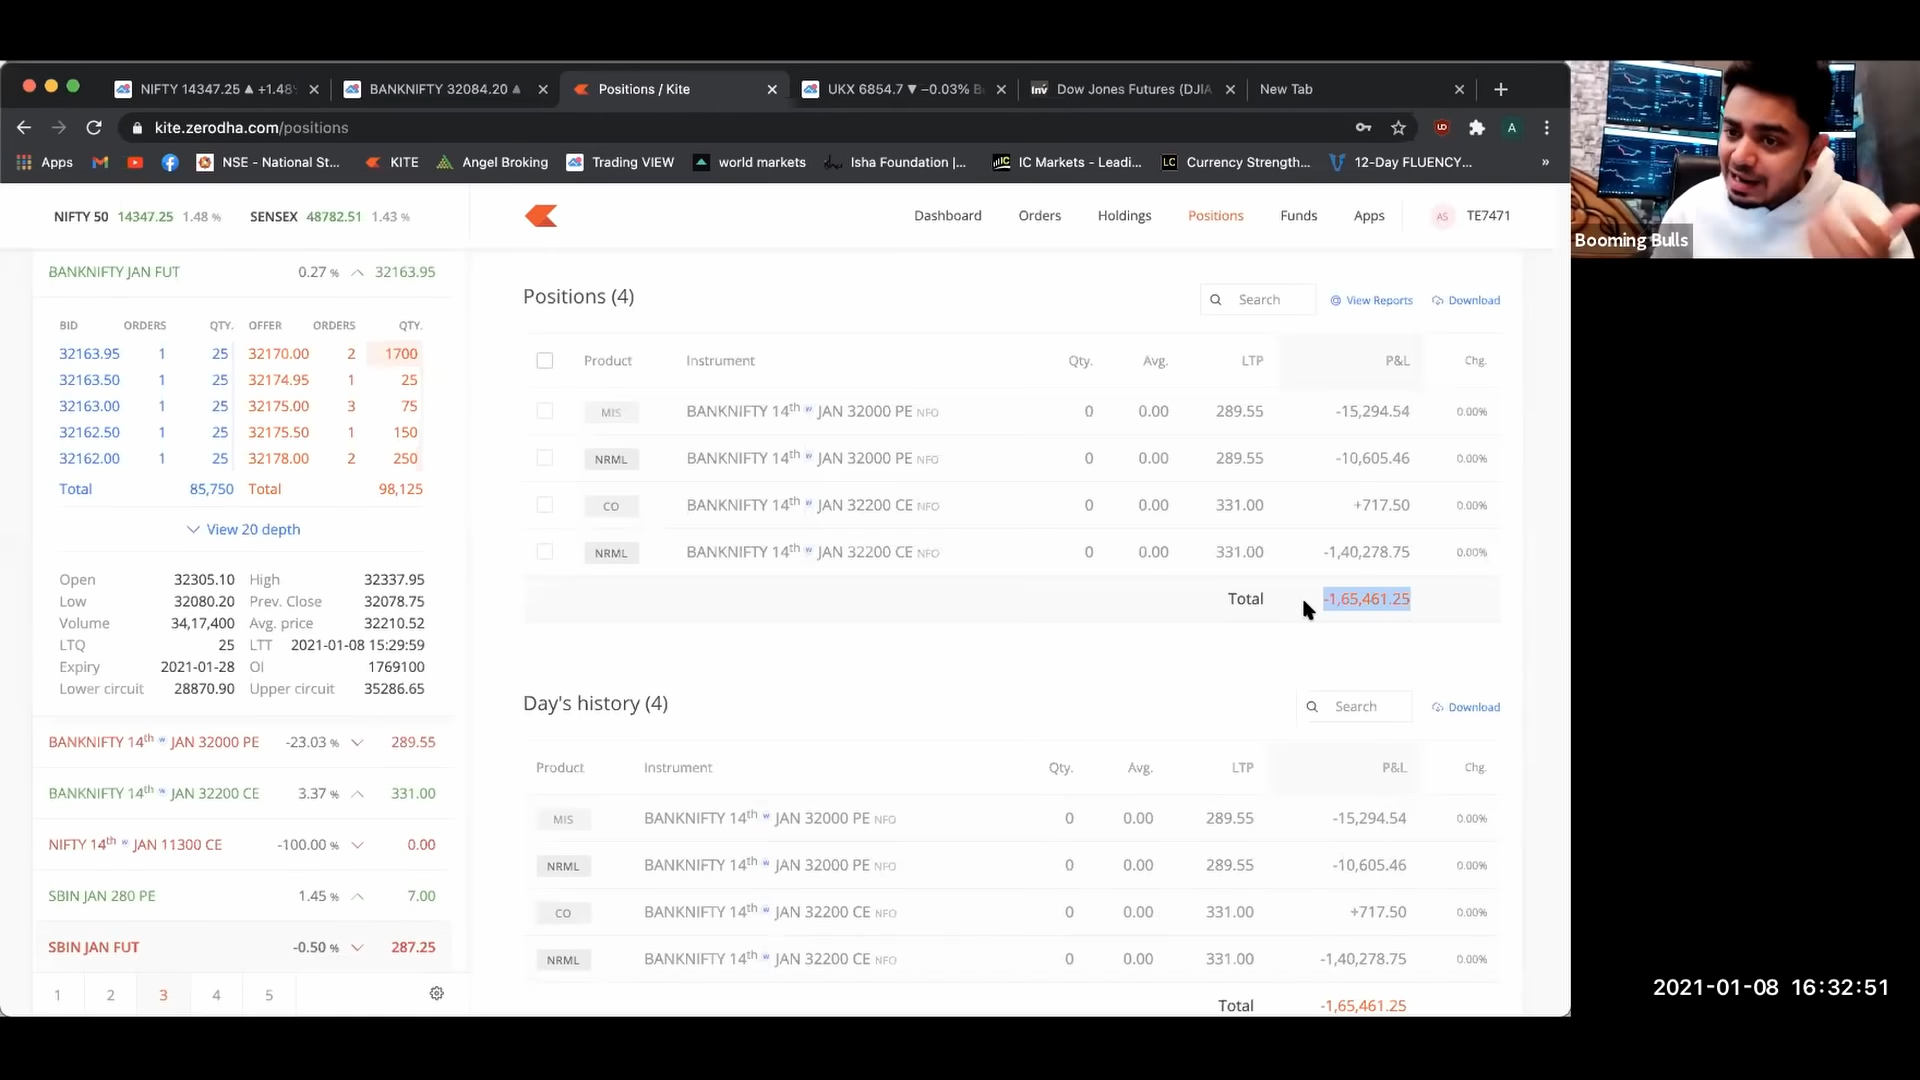 NIFTY 14347.25 ▲ +1.48
BANKNIFTY 32084.20 ▲
Positions / Kite
UKX 6854.7 ▼ −0.03% B
Dow Jones Futures (DJIA
New Tab
kite.zerodha.com/positions
Apps
NSE - National St...
KITE
Angel Broking
Trading VIEW
world markets
Isha Foundation |...
IC Markets - Leadi...
Currency Strength...
12-Day FLUENCY...
»
NIFTY 50 14347.25 1.48 % SENSEX 48782.51 1.43 %
Dashboard Orders Holdings Positions Funds Apps AS TE7471
Booming Bulls
BANKNIFTY JAN FUT 0.27 % 32163.95
BID ORDERS QTY. OFFER ORDERS QTY.
32163.95 1 25 32170.00 2 1700
32163.50 1 25 32174.95 1 25
32163.00 1 25 32175.00 3 75
32162.50 1 25 32175.50 1 150
32162.00 1 25 32178.00 2 250
Total 85,750 Total 98,125
View 20 depth
Open 32305.10 High 32337.95
Low 32080.20 Prev. Close 32078.75
Volume 34,17,400 Avg. price 32210.52
LTQ 25 LTT 2021-01-08 15:29:59
Expiry 2021-01-28 OI 1769100
Lower circuit 28870.90 Upper circuit 35286.65
BANKNIFTY 14th w JAN 32000 PE -23.03 % 289.55
BANKNIFTY 14th w JAN 32200 CE 3.37 % 331.00
NIFTY 14th w JAN 11300 CE -100.00 % 0.00
SBIN JAN 280 PE 1.45 % 7.00
SBIN JAN FUT -0.50 % 287.25
1 2 3 4 5
Positions (4)
Search View Reports Download
Product Instrument Qty. Avg. LTP P&L Chg.
MIS BANKNIFTY 14th w JAN 32000 PE NFO 0 0.00 289.55 -15,294.54 0.00%
NRML BANKNIFTY 14th w JAN 32000 PE NFO 0 0.00 289.55 -10,605.46 0.00%
CO BANKNIFTY 14th w JAN 32200 CE NFO 0 0.00 331.00 +717.50 0.00%
NRML BANKNIFTY 14th w JAN 32200 CE NFO 0 0.00 331.00 -1,40,278.75 0.00%
Total -1,65,461.25
Day's history (4)
Search Download
Product Instrument Qty. Avg. LTP P&L Chg.
MIS BANKNIFTY 14th w JAN 32000 PE NFO 0 0.00 289.55 -15,294.54 0.00%
NRML BANKNIFTY 14th w JAN 32000 PE NFO 0 0.00 289.55 -10,605.46 0.00%
CO BANKNIFTY 14th w JAN 32200 CE NFO 0 0.00 331.00 +717.50 0.00%
NRML BANKNIFTY 14th w JAN 32200 CE NFO 0 0.00 331.00 -1,40,278.75 0.00%
Total -1,65,461.25
2021-01-08 16:32:51